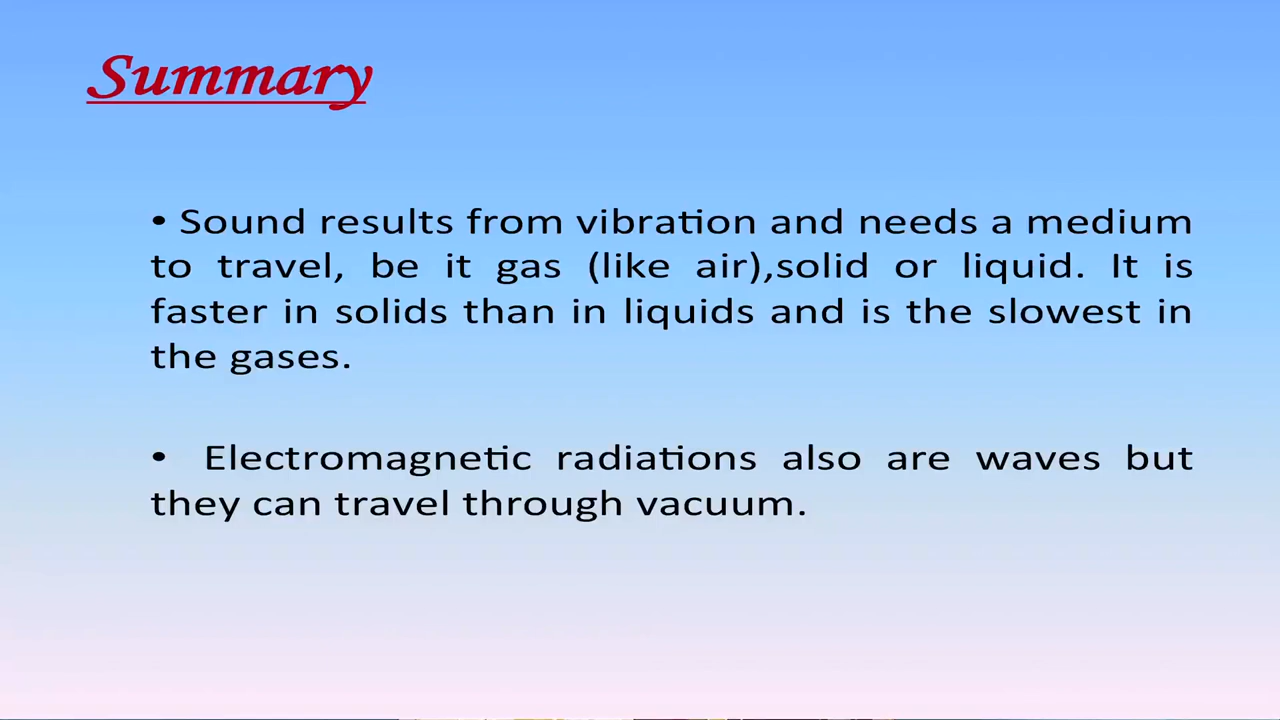 Summary
• Sound results from vibration and needs a medium
to travel, be it gas (like air),solid or liquid. It is
faster in solids than in liquids and is the slowest in
the gases.
• Electromagnetic radiations also are waves but
they can travel through vacuum.